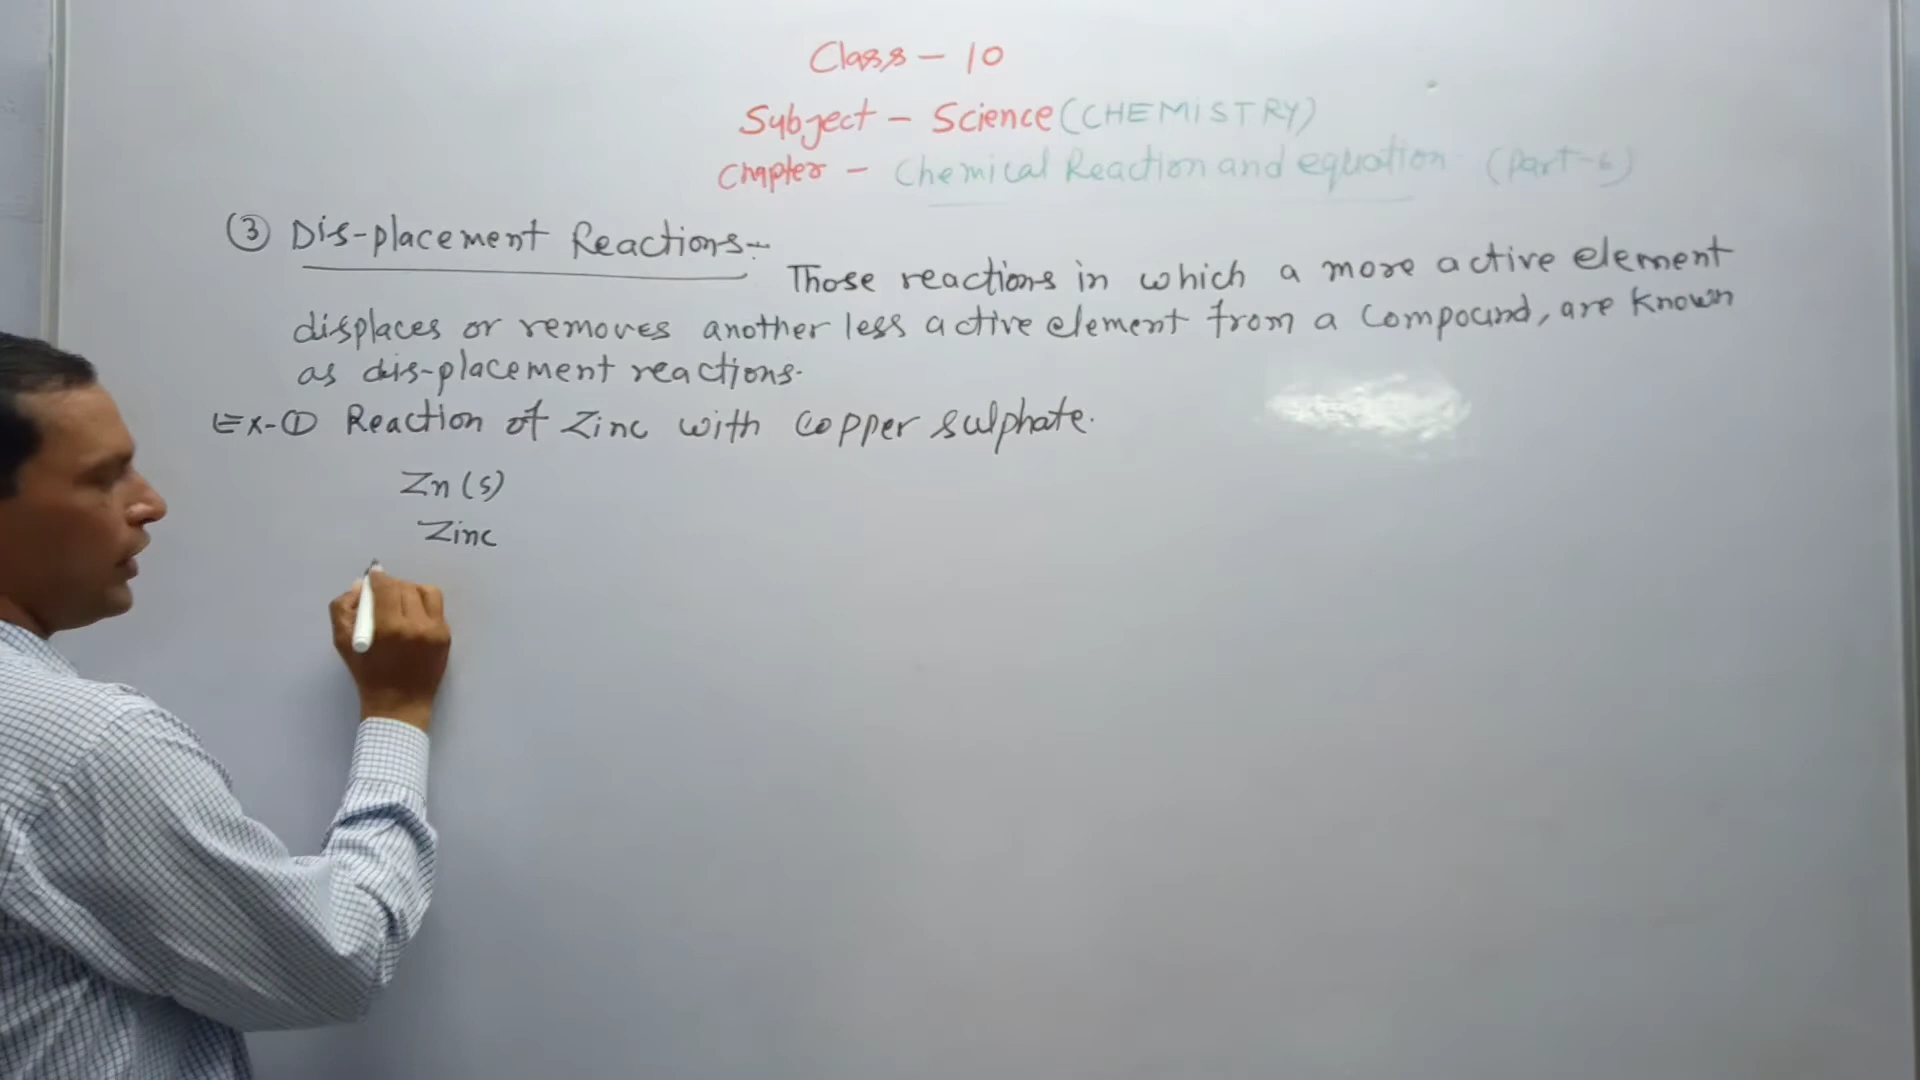 Class - 10
Subject - Science (CHEMISTRY)
Chapter - Chemical Reaction and equation (Part-6)
③ Dis-placement Reactions:-
Those reactions in which a more active element
displaces or removes another less active element from a compound, are known
as dis-placement reactions.
Ex-① Reaction of Zinc with copper sulphate.
Zn (s)
Zinc